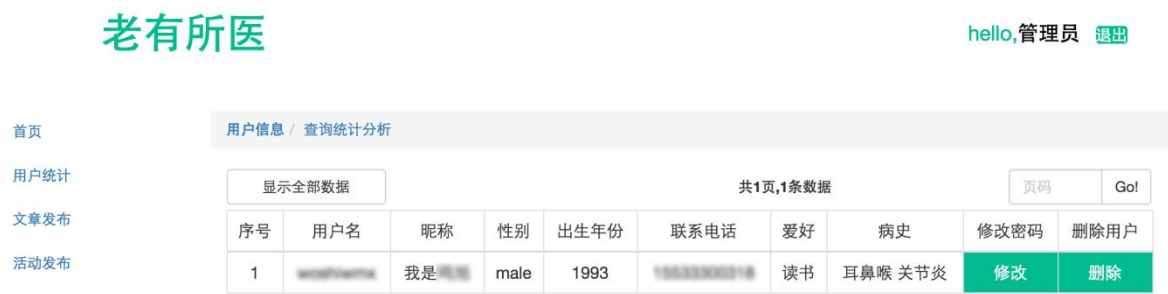 老有所医
hello,管理员 退出
首页
用户统计
文章发布
活动发布
用户信息 / 查询统计分析
显示全部数据 共1页,1条数据 页码 Go!
序号 用户名 昵称 性别 出生年份 联系电话 爱好 病史 修改密码 删除用户
1 我是 male 1993 读书 耳鼻喉 关节炎 修改 删除